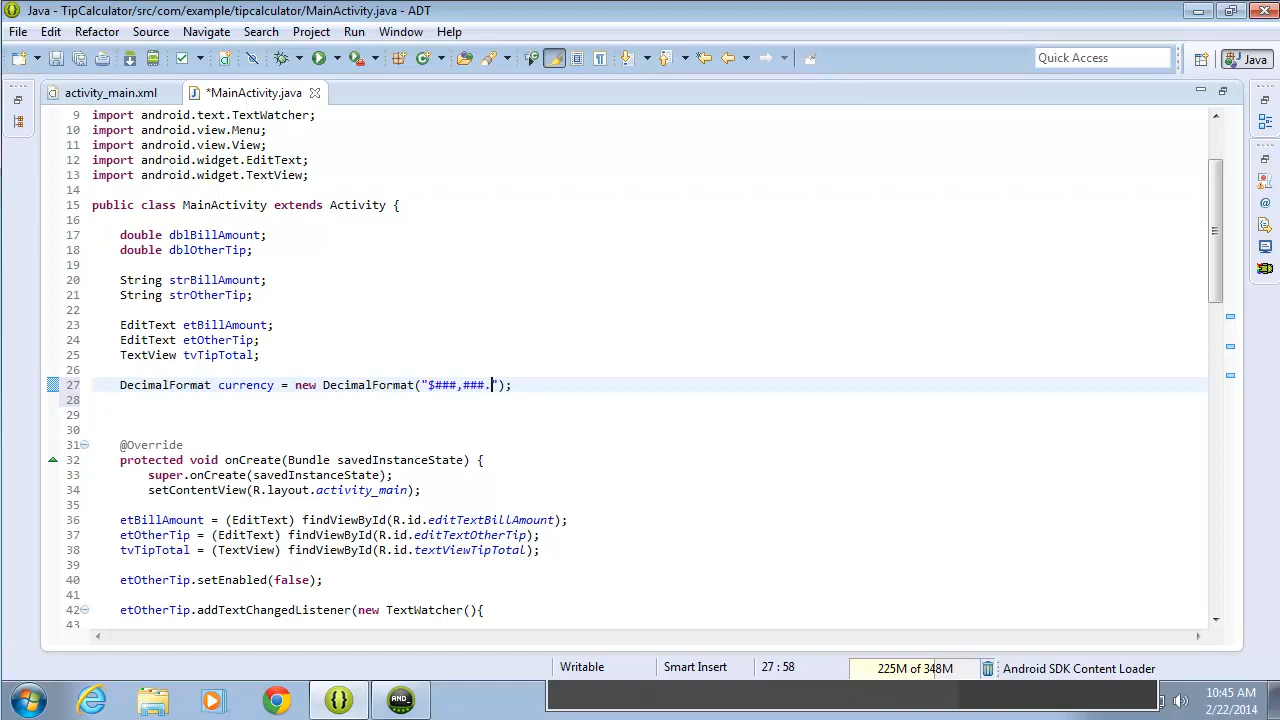 Java - TipCalculator/src/com/example/tipcalculator/MainActivity.java - ADT
File Edit Refactor Source Navigate Search Project Run Window Help
Quick Access
Java
activity_main.xml
*MainActivity.java
9 import android.text.TextWatcher;
10 import android.view.Menu;
11 import android.view.View;
12 import android.widget.EditText;
13 import android.widget.TextView;
14
15 public class MainActivity extends Activity {
16
17 double dblBillAmount;
18 double dblOtherTip;
19
20 String strBillAmount;
21 String strOtherTip;
22
23 EditText etBillAmount;
24 EditText etOtherTip;
25 TextView tvTipTotal;
26
27 DecimalFormat currency = new DecimalFormat("$###,###.");
28
29
30
31 @Override
32 protected void onCreate(Bundle savedInstanceState) {
33 super.onCreate(savedInstanceState);
34 setContentView(R.layout.activity_main);
35
36 etBillAmount = (EditText) findViewById(R.id.editTextBillAmount);
37 etOtherTip = (EditText) findViewById(R.id.editTextOtherTip);
38 tvTipTotal = (TextView) findViewById(R.id.textViewTipTotal);
39
40 etOtherTip.setEnabled(false);
41
42 etOtherTip.addTextChangedListener(new TextWatcher(){
43
Writable
Smart Insert
27 : 58
225M of 348M
Android SDK Content Loader
AND_
10:45 AM
2/22/2014